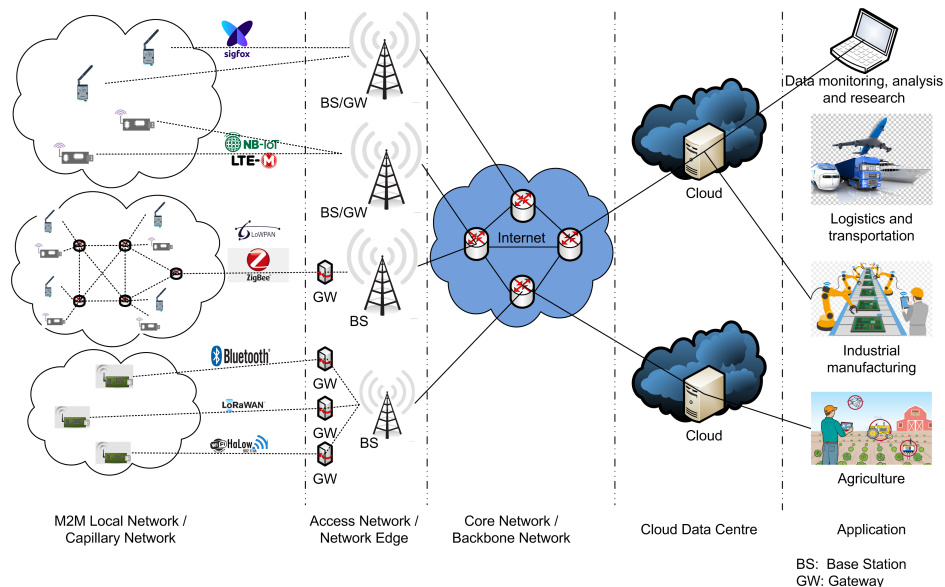 sigfox
BS/GW
Data monitoring, analysis
and research
NB-IoT
LTE-M
Cloud
BS/GW
Logistics and
transportation
LoWPAN
Internet
ZigBee
GW
BS
Industrial
manufacturing
Bluetooth
GW
LoRaWAN
GW
BS
Cloud
HaLow
GW
Agriculture
M2M Local Network /
Capillary Network
Access Network /
Network Edge
Core Network /
Backbone Network
Cloud Data Centre
Application
BS: Base Station
GW: Gateway